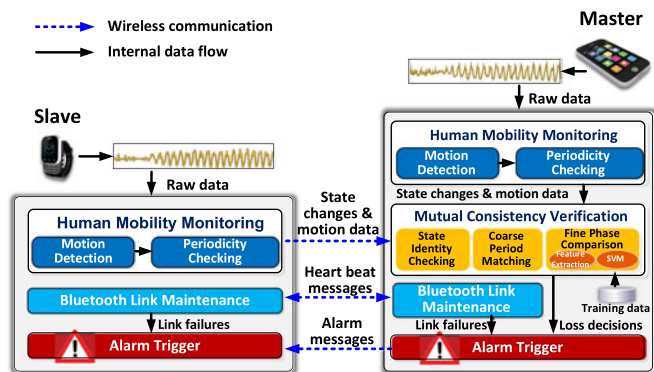 Wireless communication
Internal data flow
Master
Raw data
Slave
Raw data
Human Mobility Monitoring
Motion
Detection
Periodicity
Checking
State changes & motion data
Human Mobility Monitoring
Motion
Detection
Periodicity
Checking
State
changes &
motion data
Mutual Consistency Verification
State
Identity
Checking
Coarse
Period
Matching
Fine Phase
Comparison
Feature
Extraction
SVM
Training data
Heart beat
messages
Bluetooth Link Maintenance
Link failures
Bluetooth Link
Maintenance
Link failures
Loss decisions
Alarm
messages
Alarm Trigger
Alarm Trigger